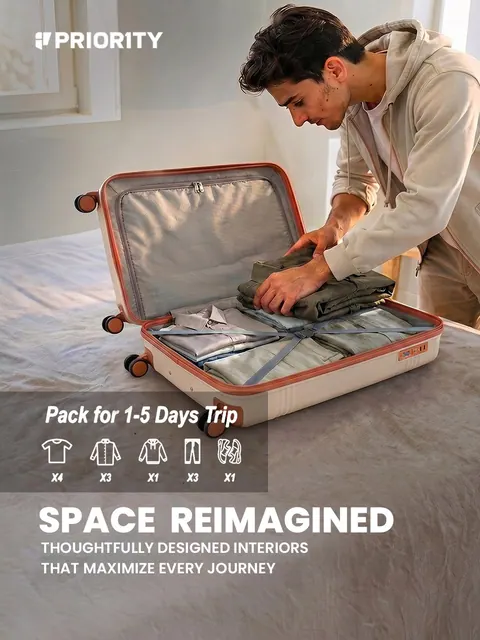 PRIOR1TY
Pack for 1-5 Days Trip
X4 X3 X1 X3 X1
SPACE REIMAGINED
THOUGHTFULLY DESIGNED INTERIORS
THAT MAXIMIZE EVERY JOURNEY